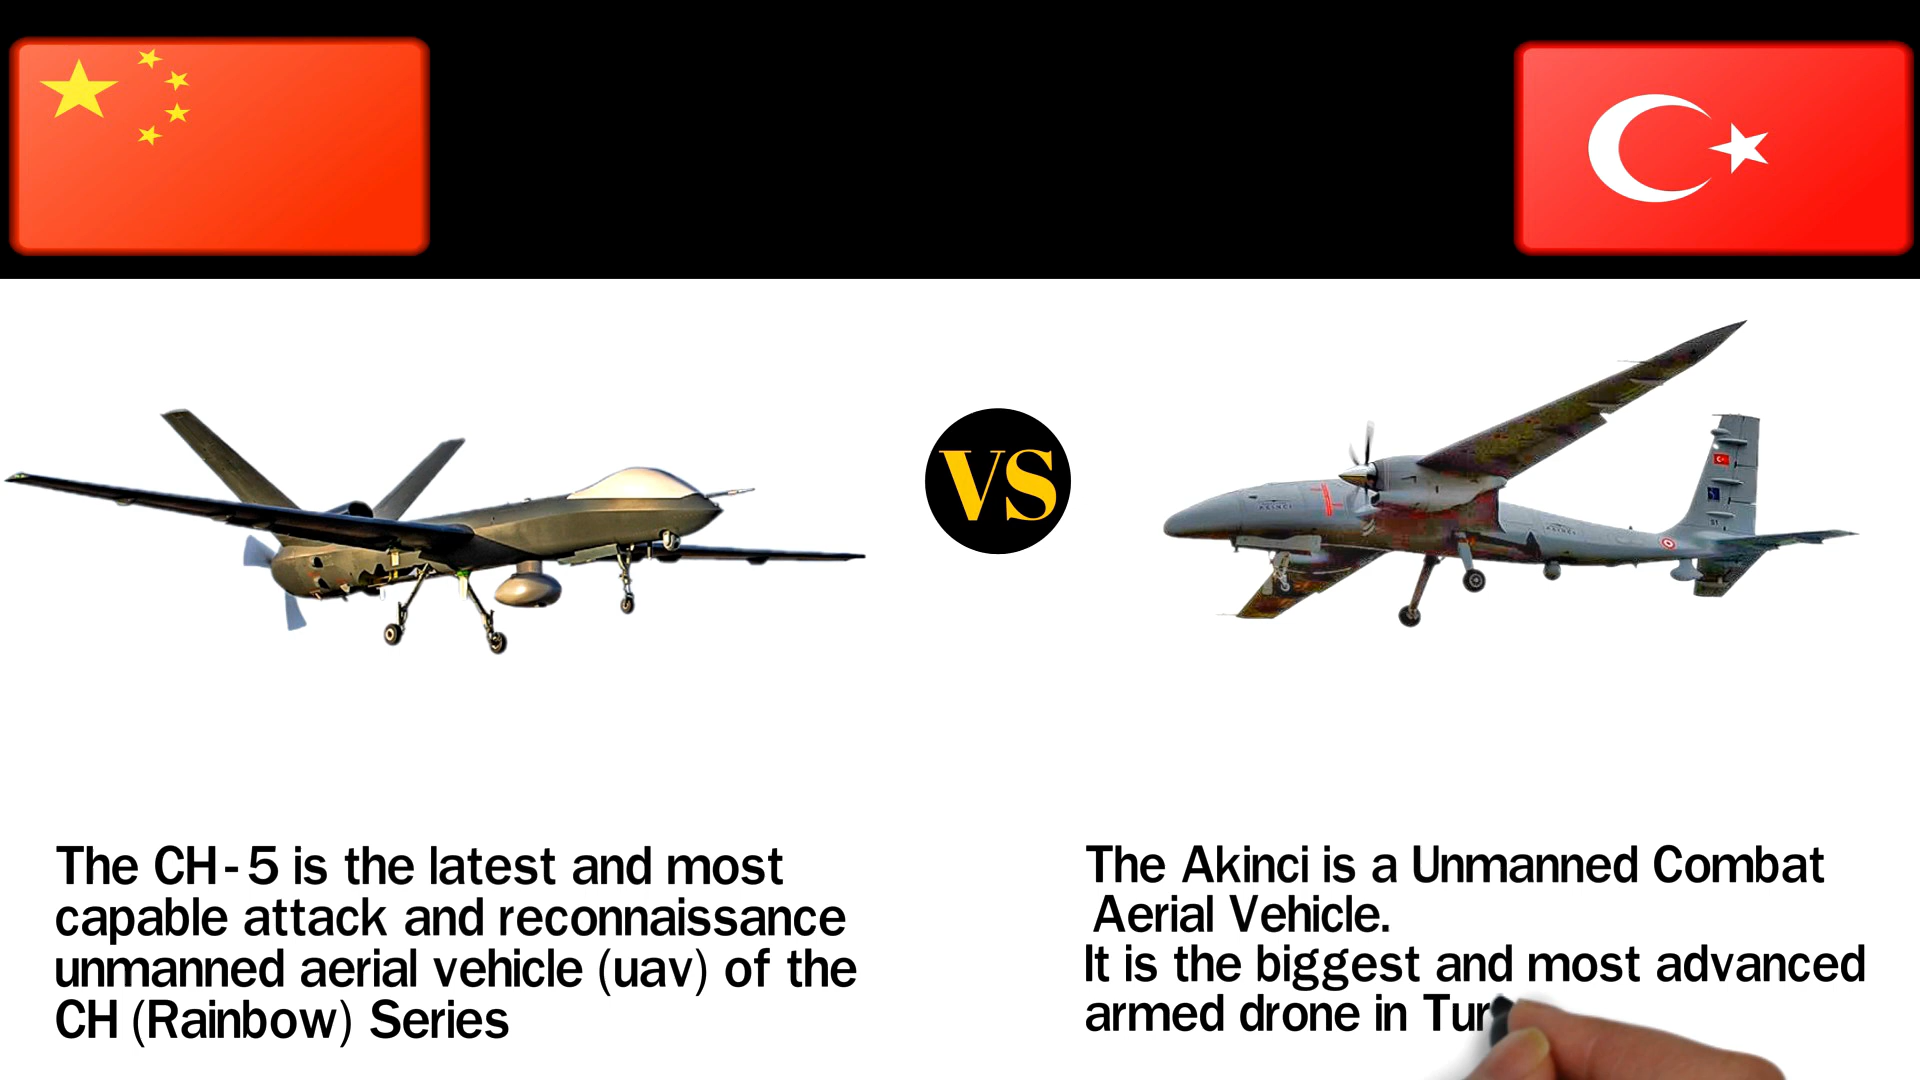 VS
The CH-5 is the latest and most
capable attack and reconnaissance
unmanned aerial vehicle (uav) of the
CH (Rainbow) Series
The Akinci is a Unmanned Combat
Aerial Vehicle.
It is the biggest and most advanced
armed drone in Tur